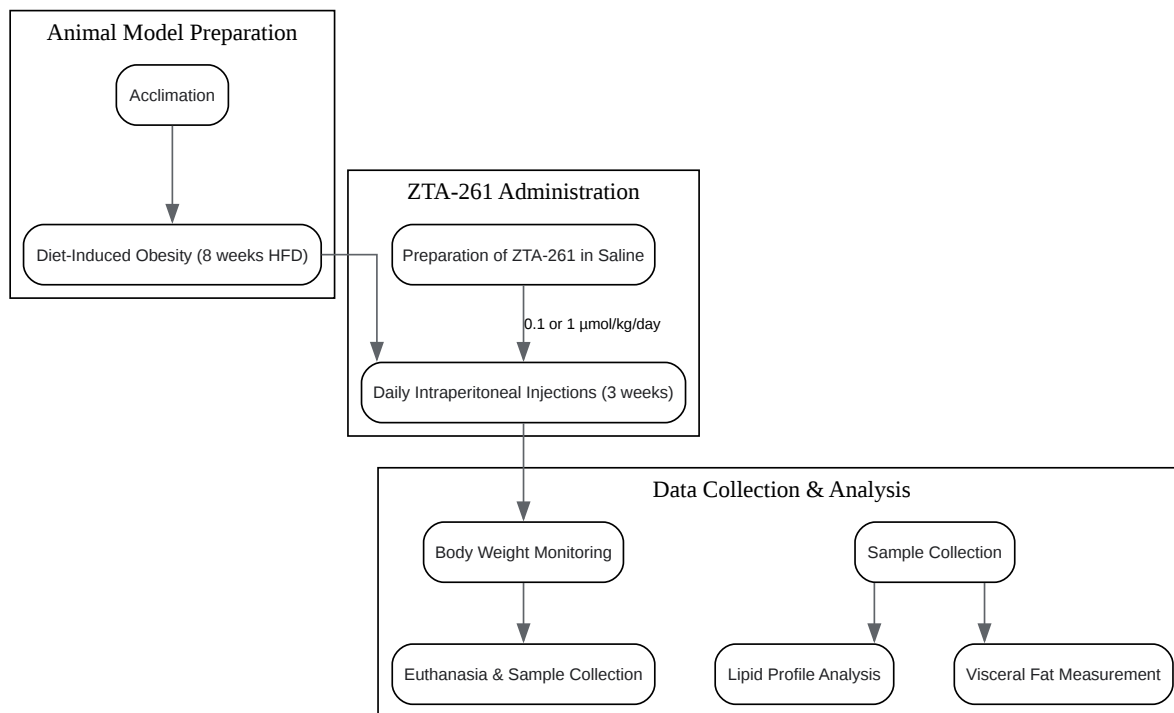 Animal Model Preparation
Acclimation
Diet-Induced Obesity (8 weeks HFD)
ZTA-261 Administration
Preparation of ZTA-261 in Saline
0.1 or 1 µmol/kg/day
Daily Intraperitoneal Injections (3 weeks)
Data Collection & Analysis
Body Weight Monitoring
Sample Collection
Euthanasia & Sample Collection
Lipid Profile Analysis
Visceral Fat Measurement